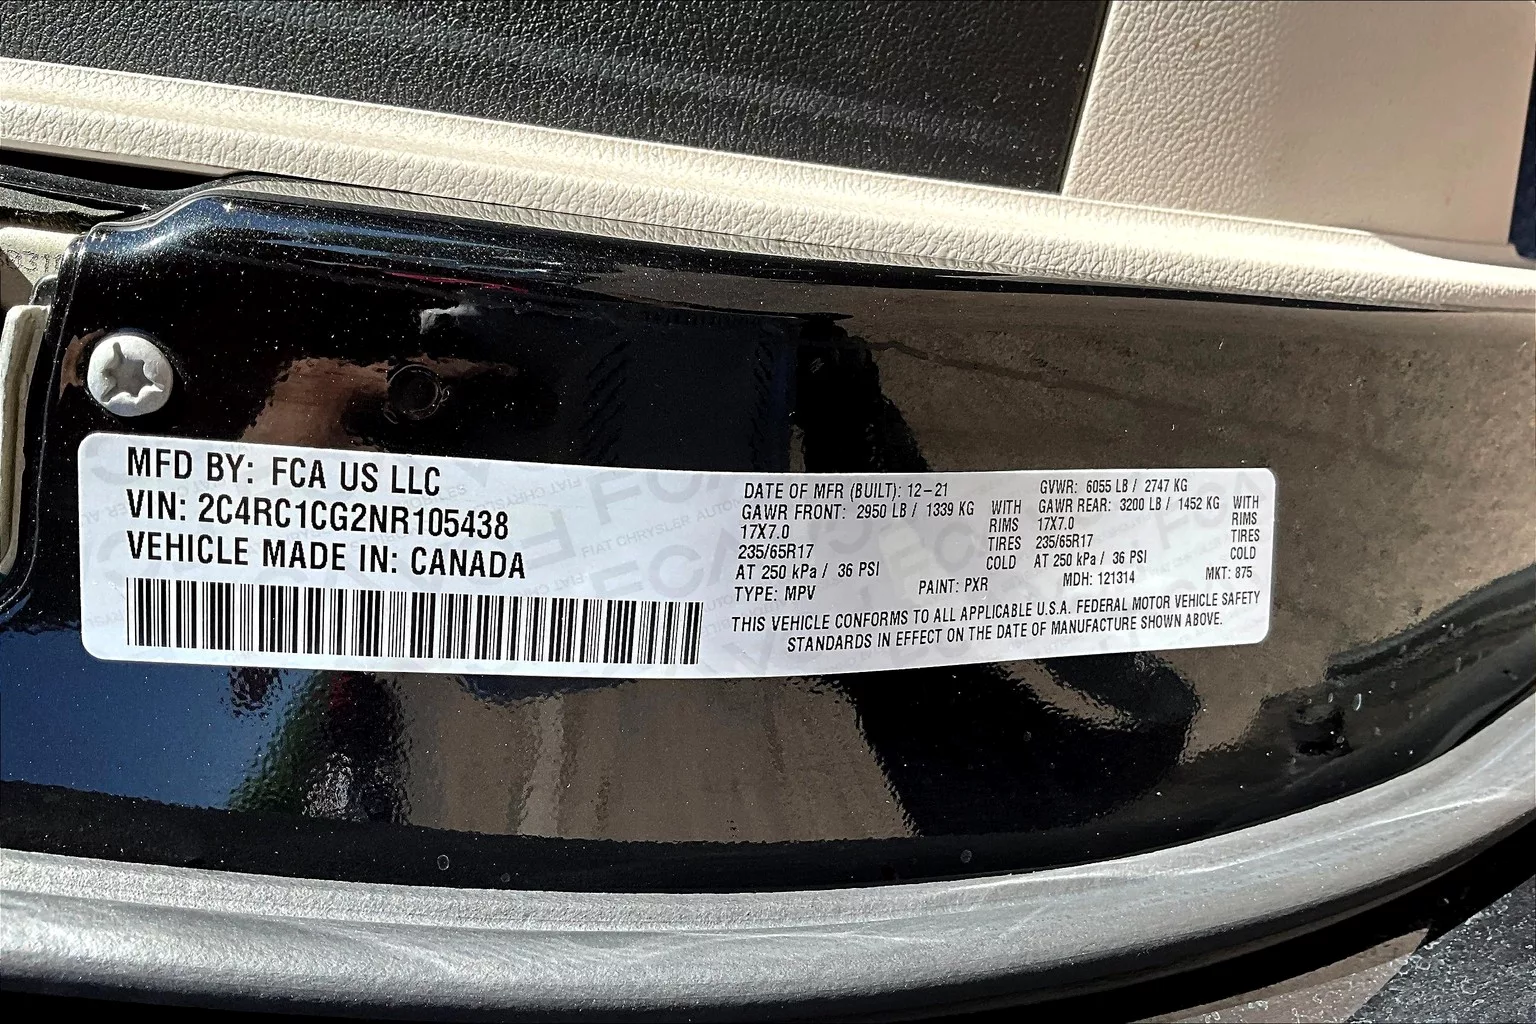 MFD BY: FCA US LLC
VIN: 2C4RC1CG2NR105438
VEHICLE MADE IN: CANADA
DATE OF MFR (BUILT): 12-21 GVWR: 6055 LB / 2747 KG
GAWR FRONT: 2950 LB / 1339 KG WITH GAWR REAR: 3200 LB / 1452 KG WITH
17X7.0 RIMS 17X7.0 RIMS
235/65R17 TIRES 235/65R17 TIRES
AT 250 kPa / 36 PSI COLD AT 250 kPa / 36 PSI COLD
TYPE: MPV PAINT: PXR MDH: 121314 MKT: 875
THIS VEHICLE CONFORMS TO ALL APPLICABLE U.S.A. FEDERAL MOTOR VEHICLE SAFETY
STANDARDS IN EFFECT ON THE DATE OF MANUFACTURE SHOWN ABOVE.